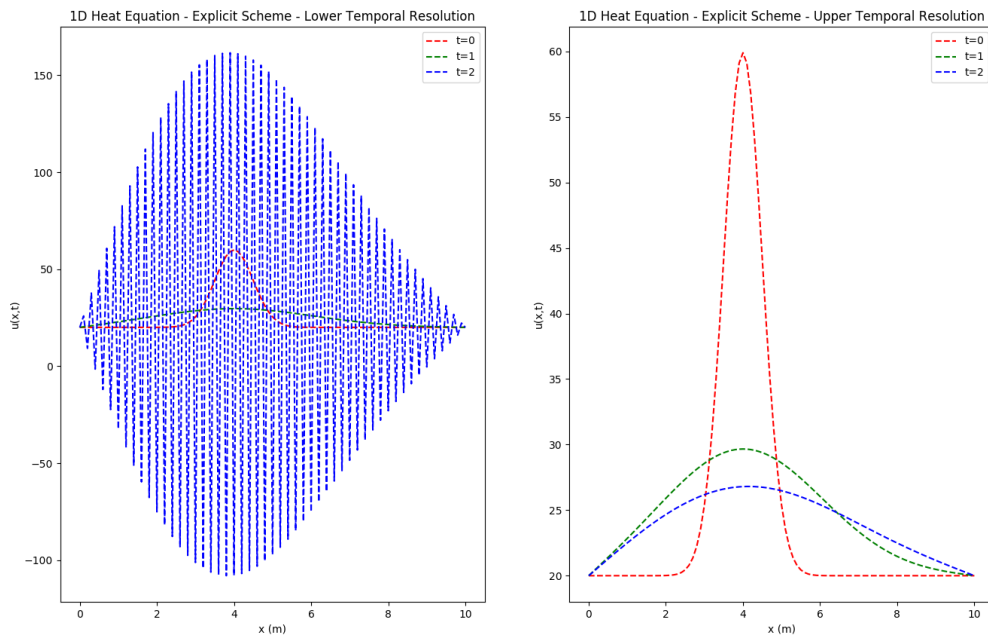 1D Heat Equation - Explicit Scheme - Lower Temporal Resolution
t=0
t=1
t=2
150
100
50
0
−50
−100
u(x,t)
0
2
4
6
8
10
x (m)
1D Heat Equation - Explicit Scheme - Upper Temporal Resolution
t=0
t=1
t=2
60
55
50
45
40
35
30
25
20
u(x,t)
0
2
4
6
8
10
x (m)